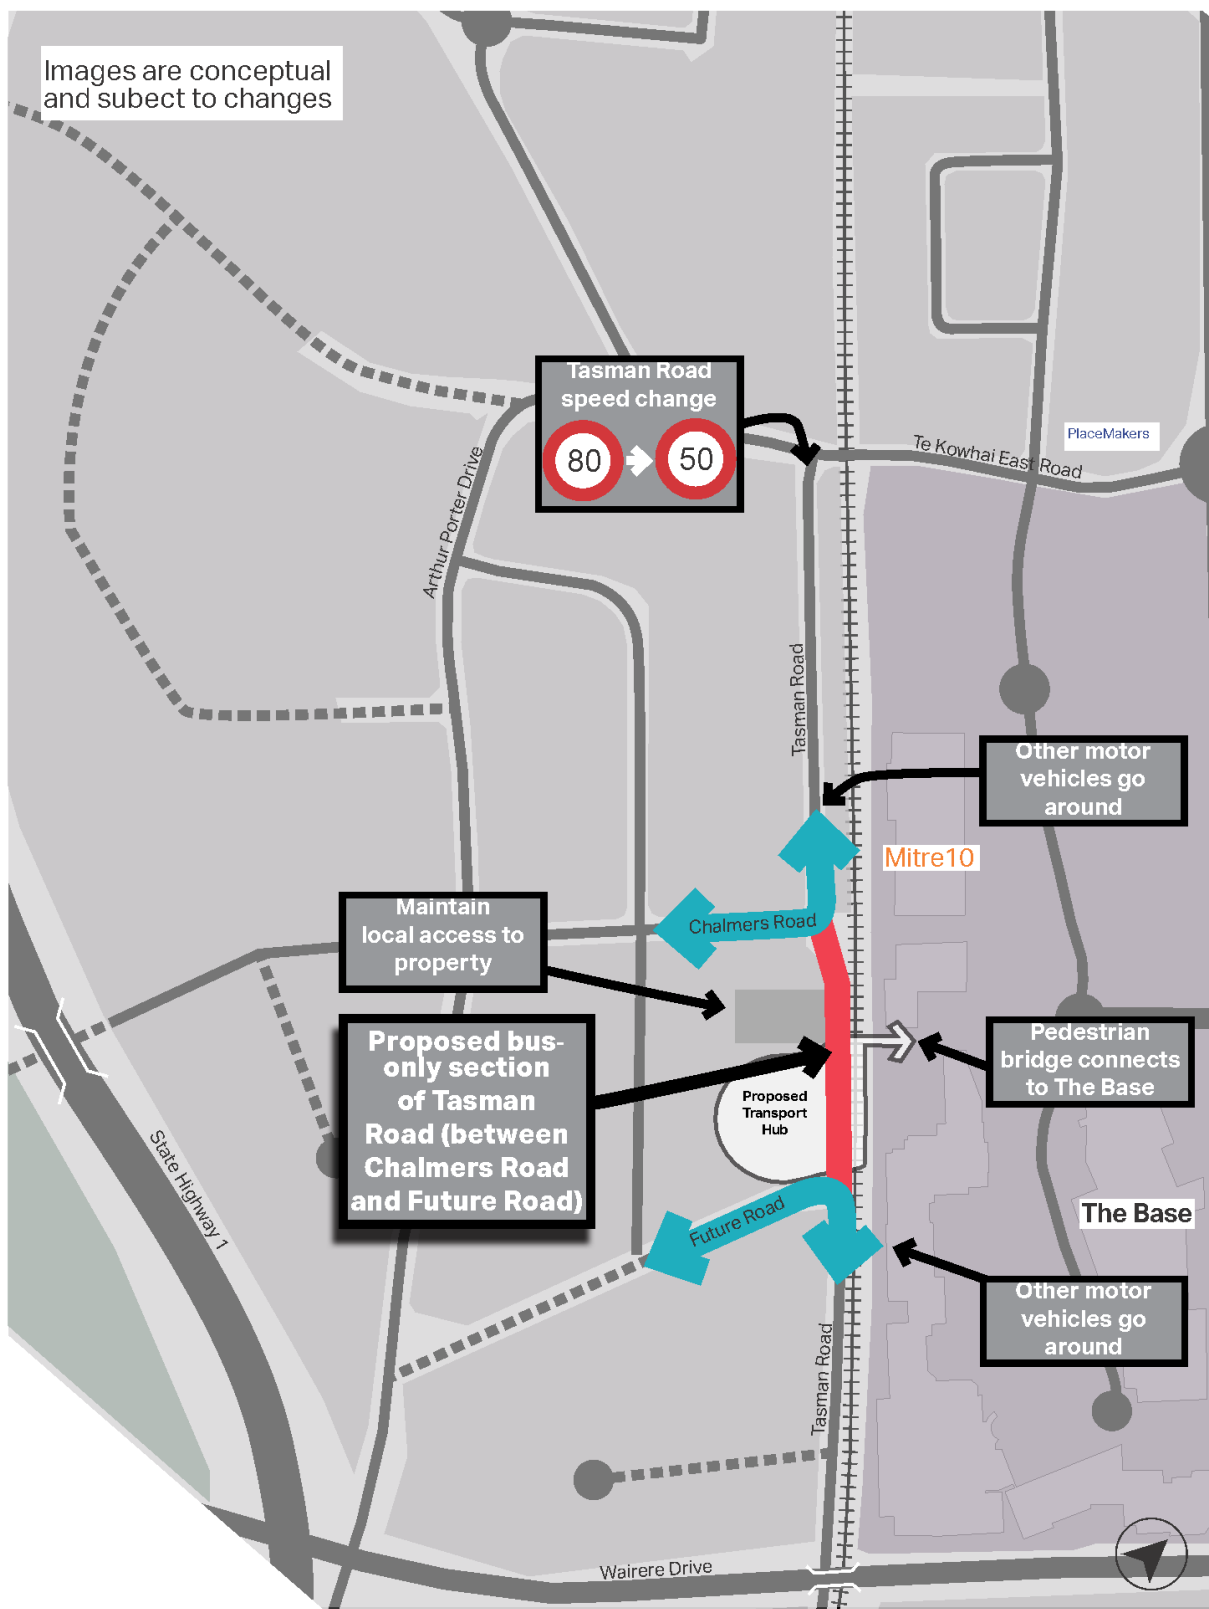 Images are conceptual
and subect to changes
Tasman Road
speed change
80
50
PlaceMakers
Te Kowhai East Road
Arthur Porter Drive
Tasman Road
Other motor
vehicles go
around
Mitre10
Maintain
local access to
property
Chalmers Road
Proposed bus-
only section
of Tasman
Road (between
Chalmers Road
and Future Road)
Proposed
Transport
Hub
Pedestrian
bridge connects
to The Base
State Highway 1
Future Road
The Base
Other motor
vehicles go
around
Tasman Road
Wairere Drive